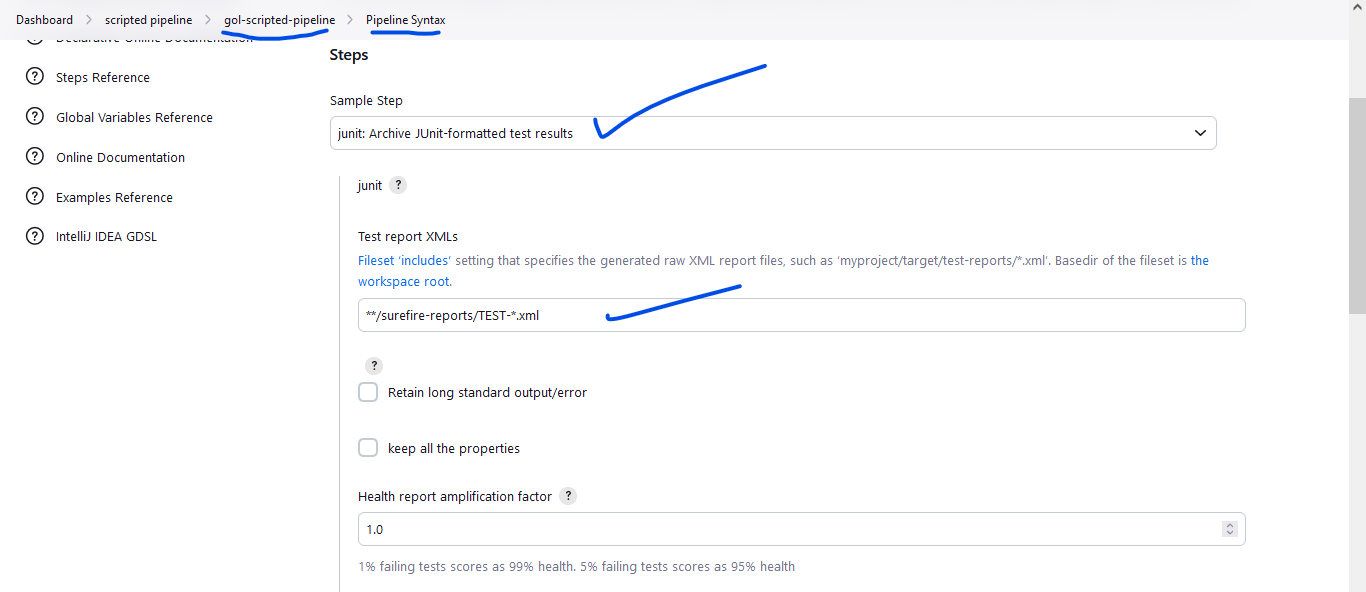 Dashboard > scripted pipeline > gol-scripted-pipeline > Pipeline Syntax
Declarative Online Documentation
Steps Reference
Global Variables Reference
Online Documentation
Examples Reference
IntelliJ IDEA GDSL
Steps
Sample Step
junit: Archive JUnit-formatted test results
junit ?
Test report XMLs
Fileset ‘includes’ setting that specifies the generated raw XML report files, such as ‘myproject/target/test-reports/*.xml’. Basedir of the fileset is the
workspace root.
**/surefire-reports/TEST-*.xml
?
Retain long standard output/error
keep all the properties
Health report amplification factor ?
1.0
1% failing tests scores as 99% health. 5% failing tests scores as 95% health